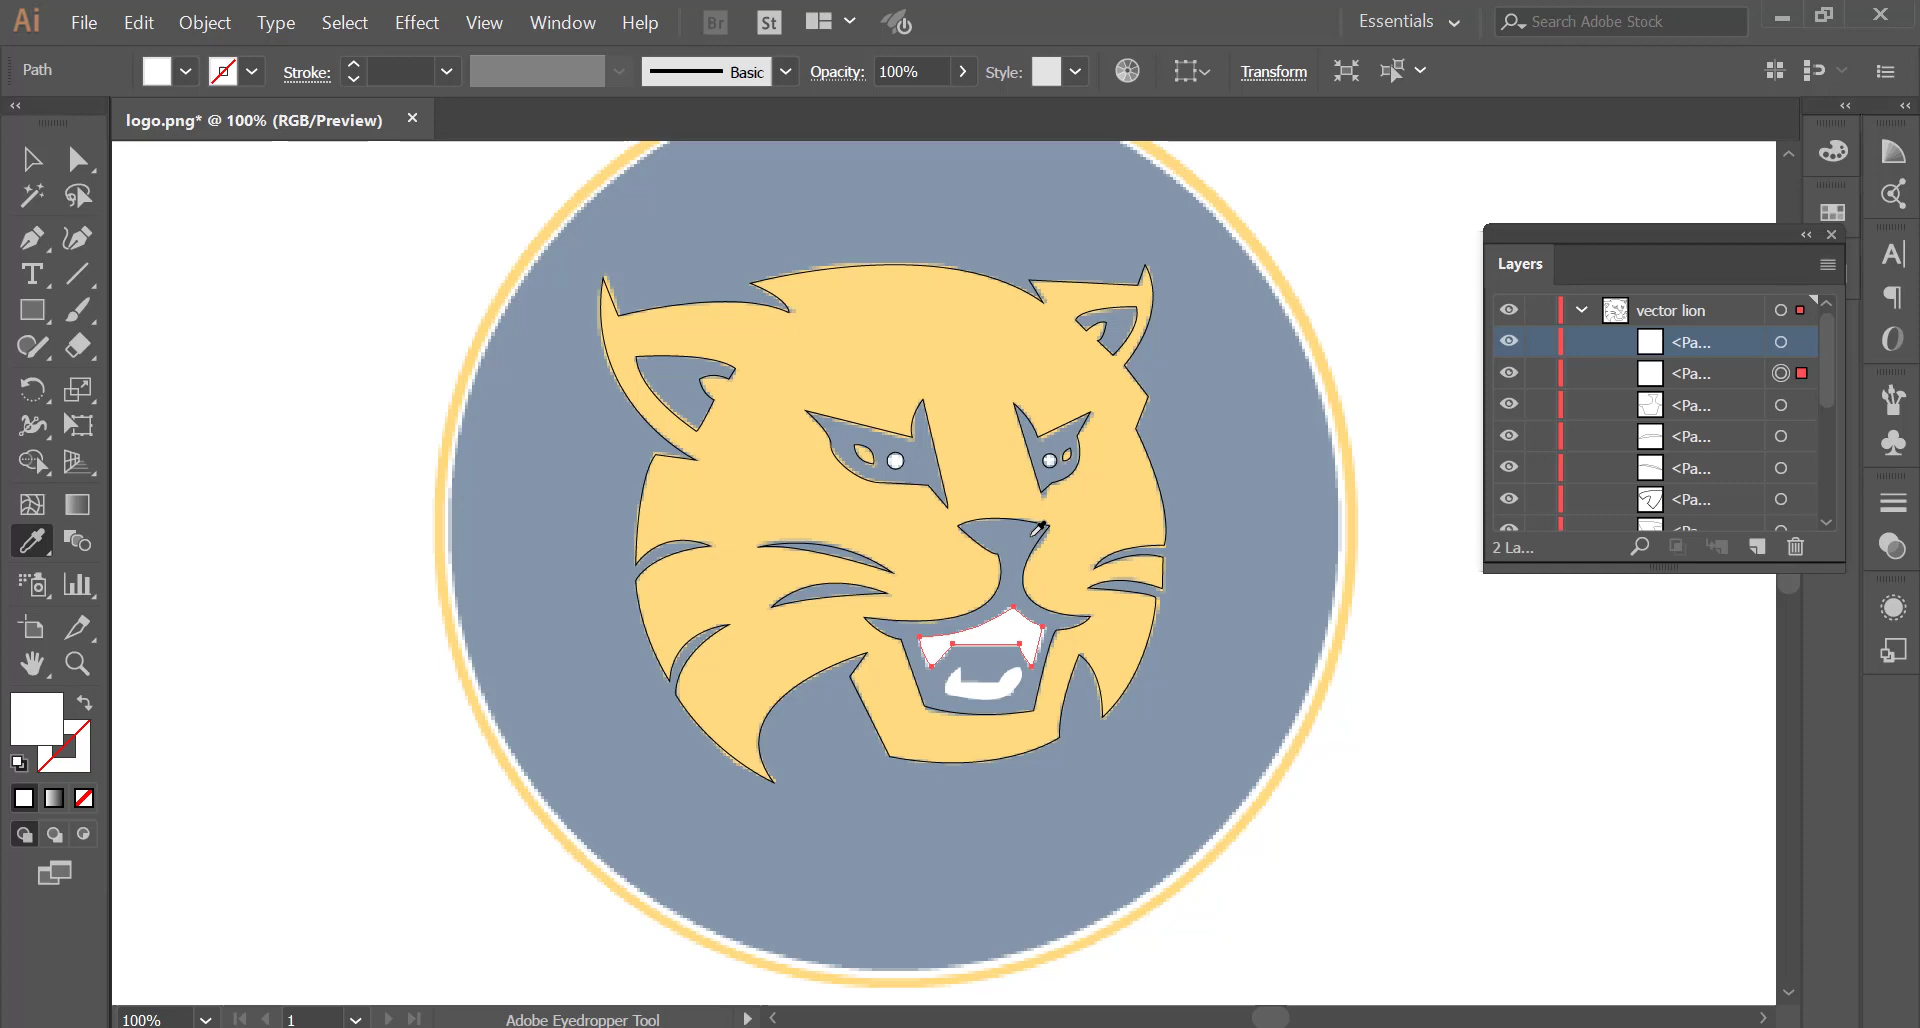 Ai File Edit Object Type Select Effect View Window Help Br St Essentials Search Adobe Stock
Path Stroke: Basic Opacity: 100% Style: Transform
logo.png* @ 100% (RGB/Preview)
Layers
vector lion
<Pa...
<Pa...
<Pa...
<Pa...
<Pa...
<Pa...
2 La...
100% 1 Adobe Eyedropper Tool